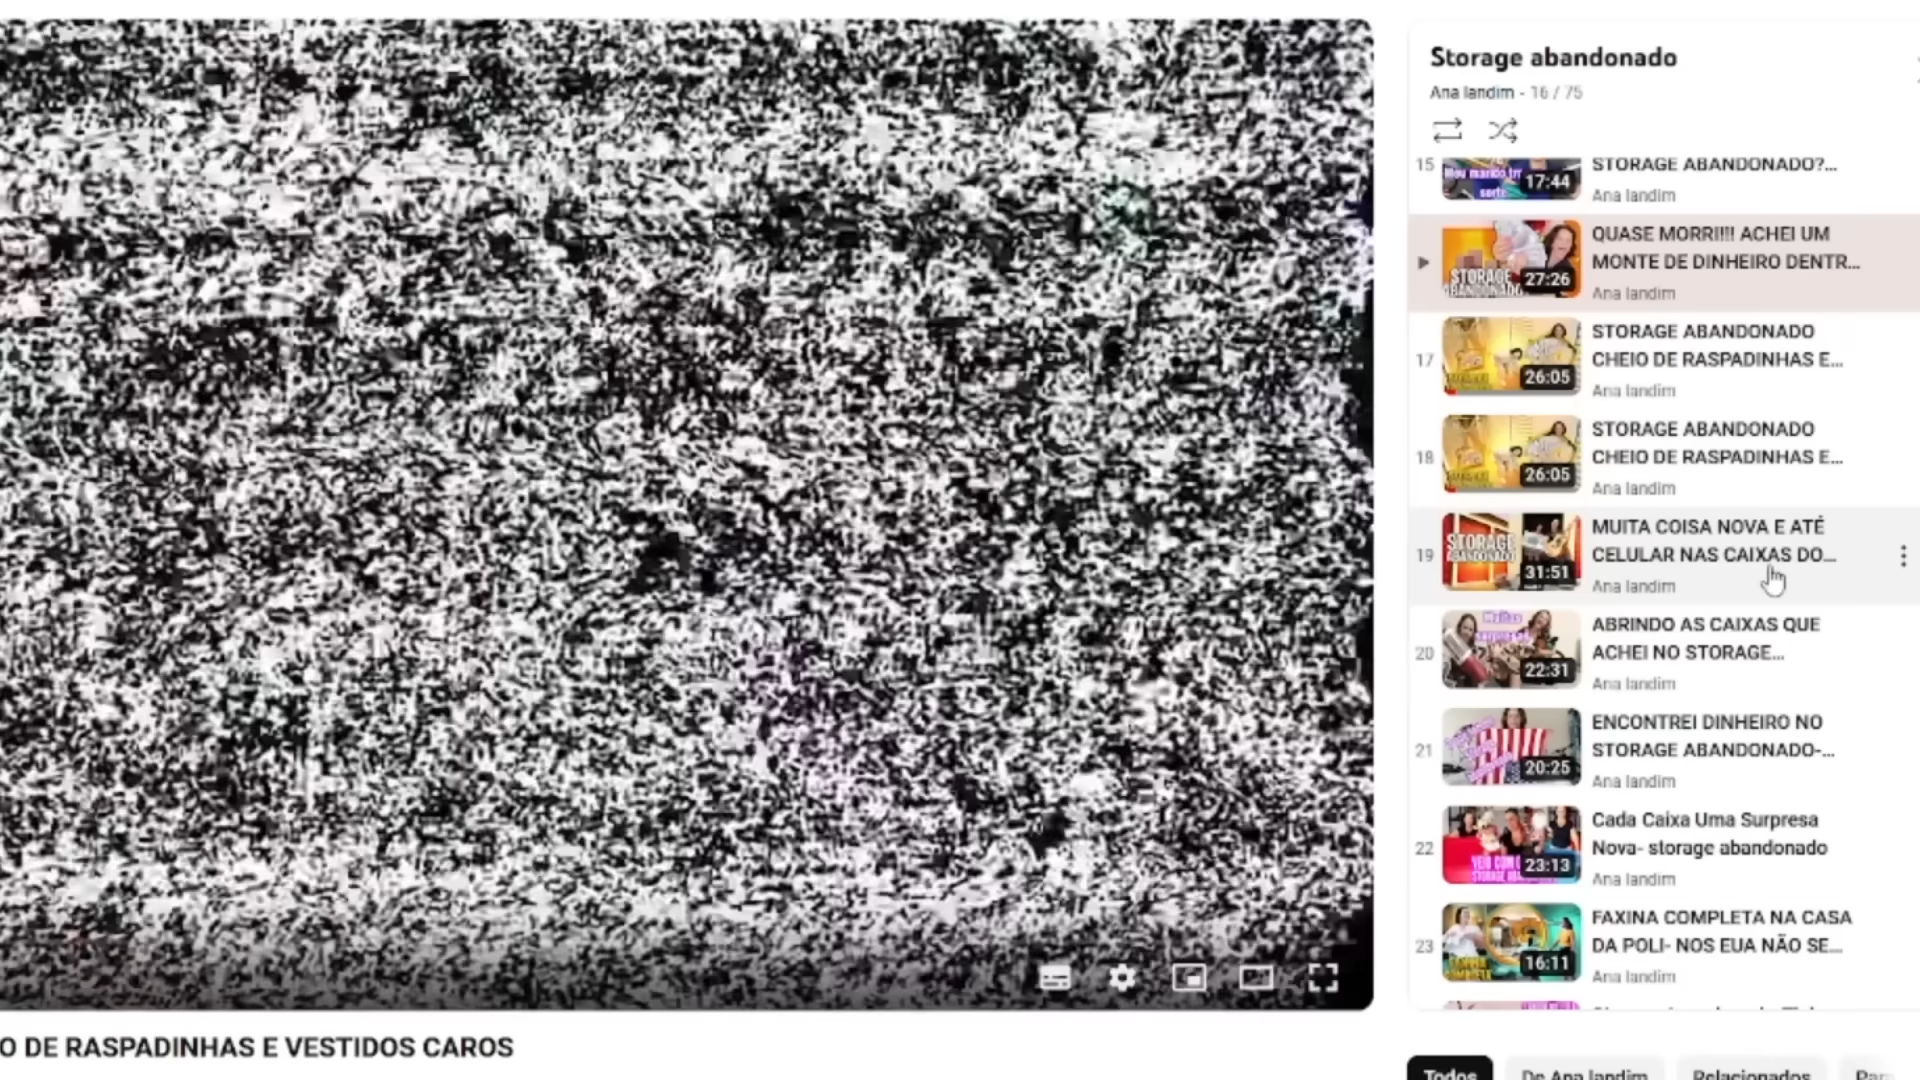 Storage abandonado
Ana landim - 16 / 75
15
STORAGE ABANDONADO?...
17:44
Ana landim
QUASE MORRI!!!! ACHEI UM
MONTE DE DINHEIRO DENTR...
STORAGE
ABANDONADO
27:26
Ana landim
17
STORAGE ABANDONADO
CHEIO DE RASPADINHAS E...
26:05
Ana landim
18
STORAGE ABANDONADO
CHEIO DE RASPADINHAS E...
26:05
Ana landim
19
MUITA COISA NOVA E ATÉ
CELULAR NAS CAIXAS DO...
STORAGE
ABANDONADO
31:51
Ana landim
20
ABRINDO AS CAIXAS QUE
ACHEI NO STORAGE...
Muitas
surpresas
22:31
Ana landim
21
ENCONTREI DINHEIRO NO
STORAGE ABANDONADO-...
20:25
Ana landim
22
Cada Caixa Uma Surpresa
Nova- storage abandonado
23:13
Ana landim
23
FAXINA COMPLETA NA CASA
DA POLI- NOS EUA NÃO SE...
16:11
Ana landim
O DE RASPADINHAS E VESTIDOS CAROS
Todos
De Ana landim
Relacionados